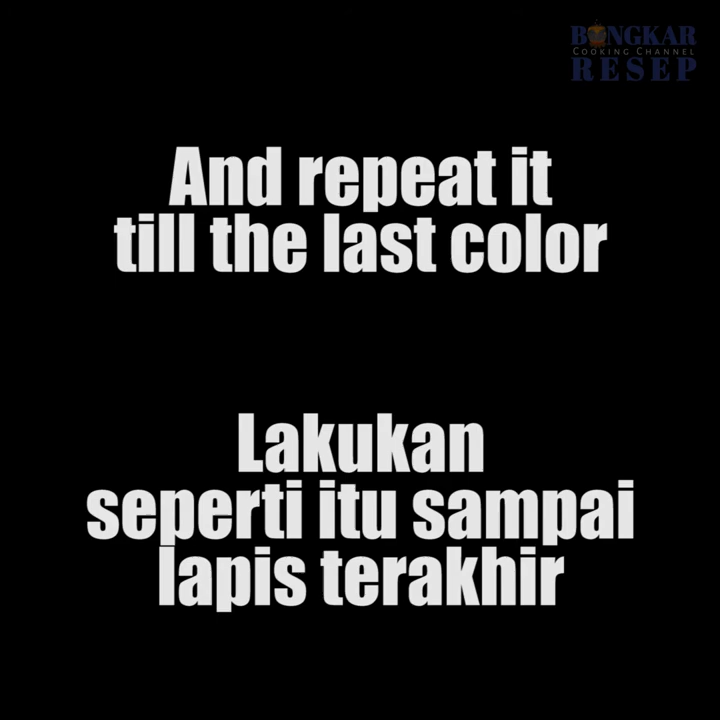 BONGKAR
COOKING CHANNEL
RESEP
And repeat it
till the last color
Lakukan
seperti itu sampai
lapis terakhir